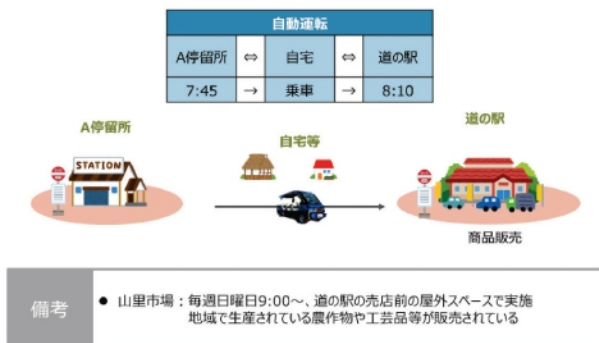 自動運転
A停留所 ⇔ 自宅 ⇔ 道の駅
7:45 → 乗車 → 8:10
A停留所
自宅等
道の駅
STATION
商品販売
備考
● 山里市場:毎週日曜日9:00~、道の駅の売店前の屋外スペースで実施
地域で生産されている農作物や工芸品等が販売されている